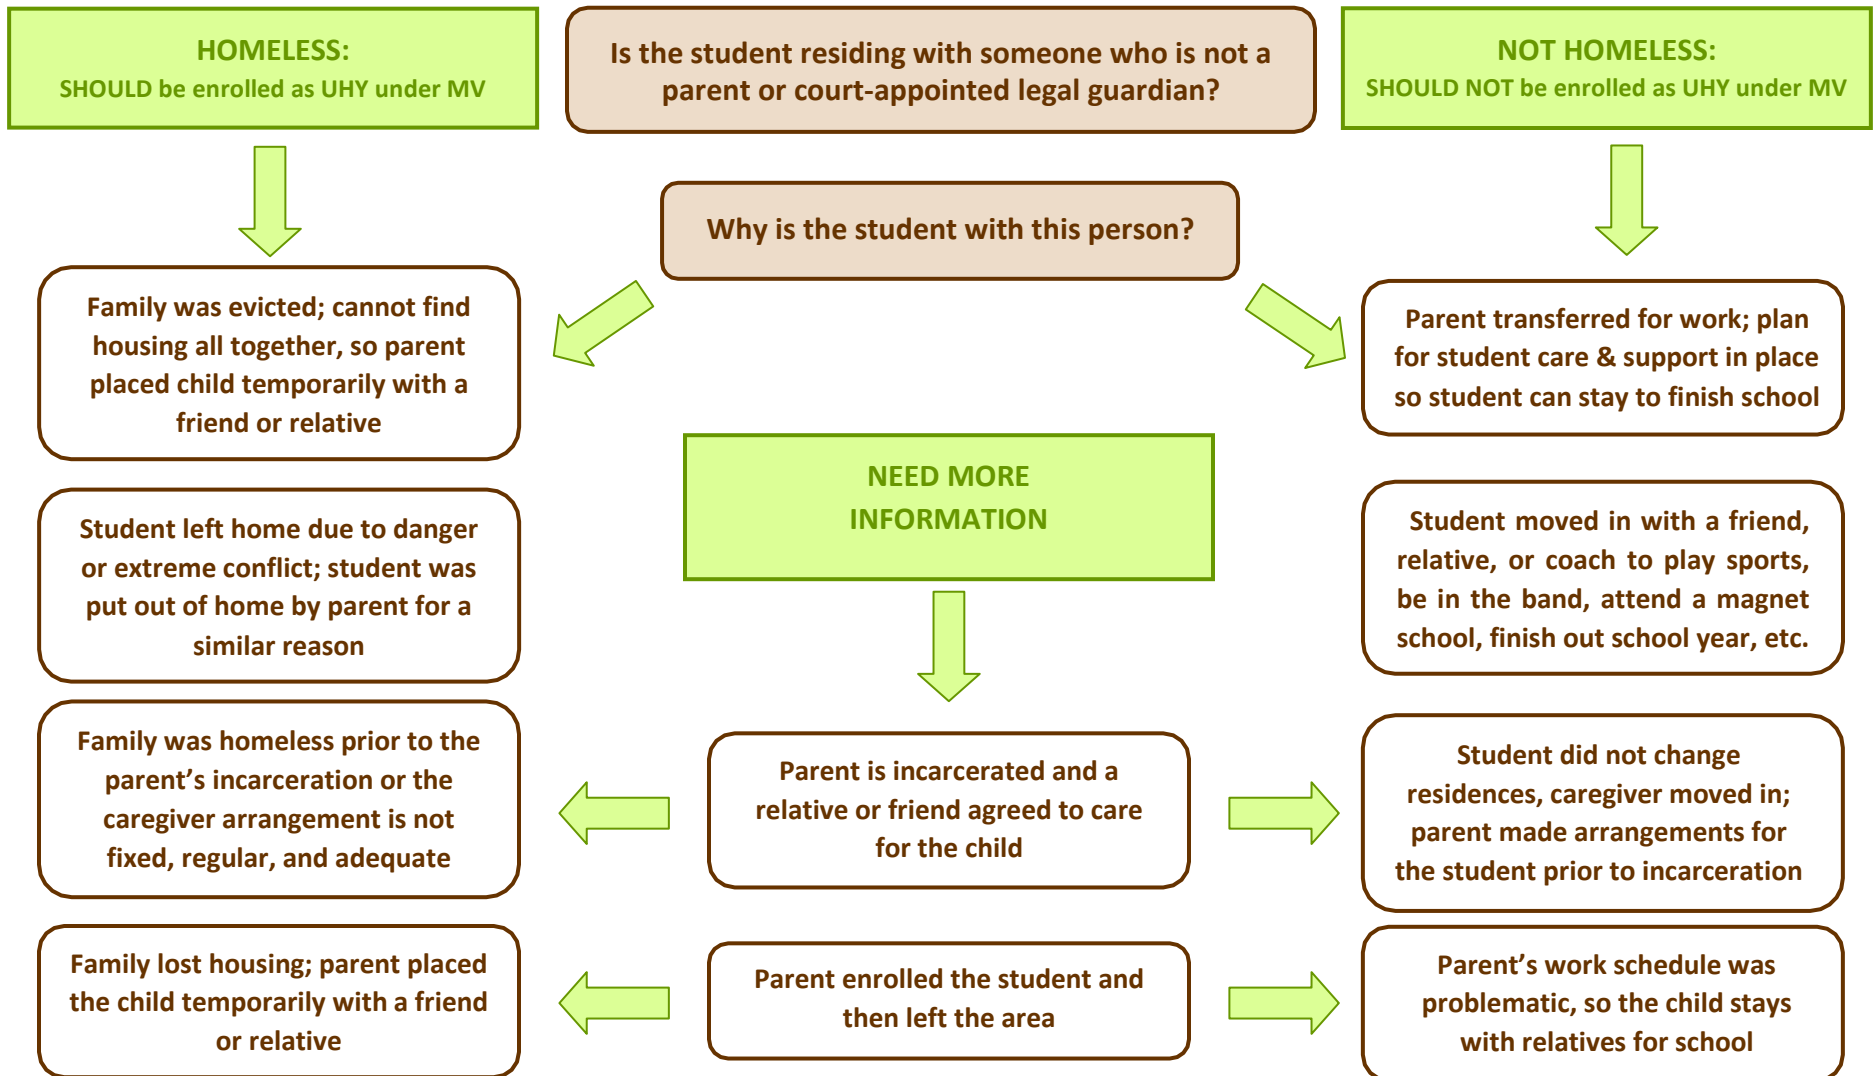 HOMELESS:
SHOULD be enrolled as UHY under MV
Is the student residing with someone who is not a
parent or court-appointed legal guardian?
NOT HOMELESS:
SHOULD NOT be enrolled as UHY under MV
Why is the student with this person?
Family was evicted; cannot find
housing all together, so parent
placed child temporarily with a
friend or relative
Parent transferred for work; plan
for student care & support in place
so student can stay to finish school
NEED MORE
INFORMATION
Student left home due to danger
or extreme conflict; student was
put out of home by parent for a
similar reason
Student moved in with a friend,
relative, or coach to play sports,
be in the band, attend a magnet
school, finish out school year, etc.
Family was homeless prior to the
parent’s incarceration or the
caregiver arrangement is not
fixed, regular, and adequate
Parent is incarcerated and a
relative or friend agreed to care
for the child
Student did not change
residences, caregiver moved in;
parent made arrangements for
the student prior to incarceration
Family lost housing; parent placed
the child temporarily with a friend
or relative
Parent enrolled the student and
then left the area
Parent’s work schedule was
problematic, so the child stays
with relatives for school